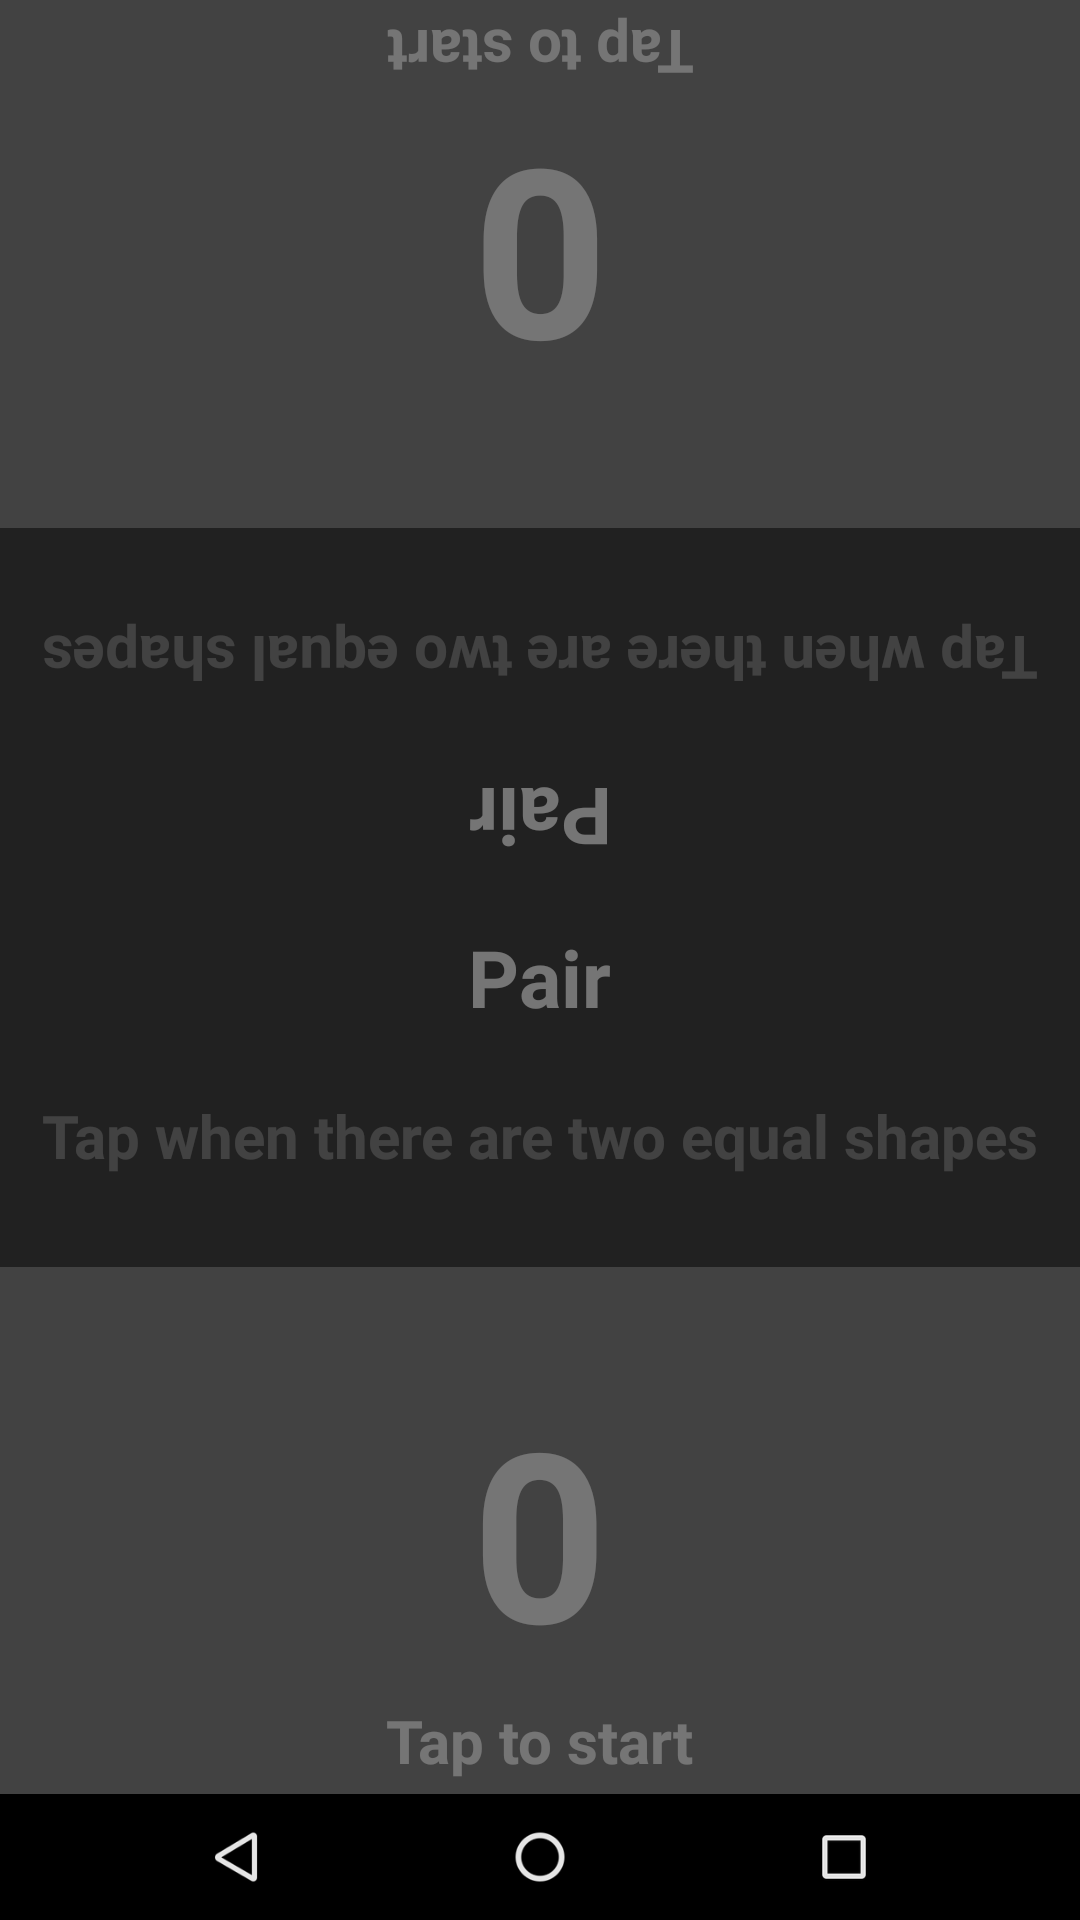 Tap to start
0
Tap when there are two equal shapes
Pair
Pair
Tap when there are two equal shapes
0
Tap to start